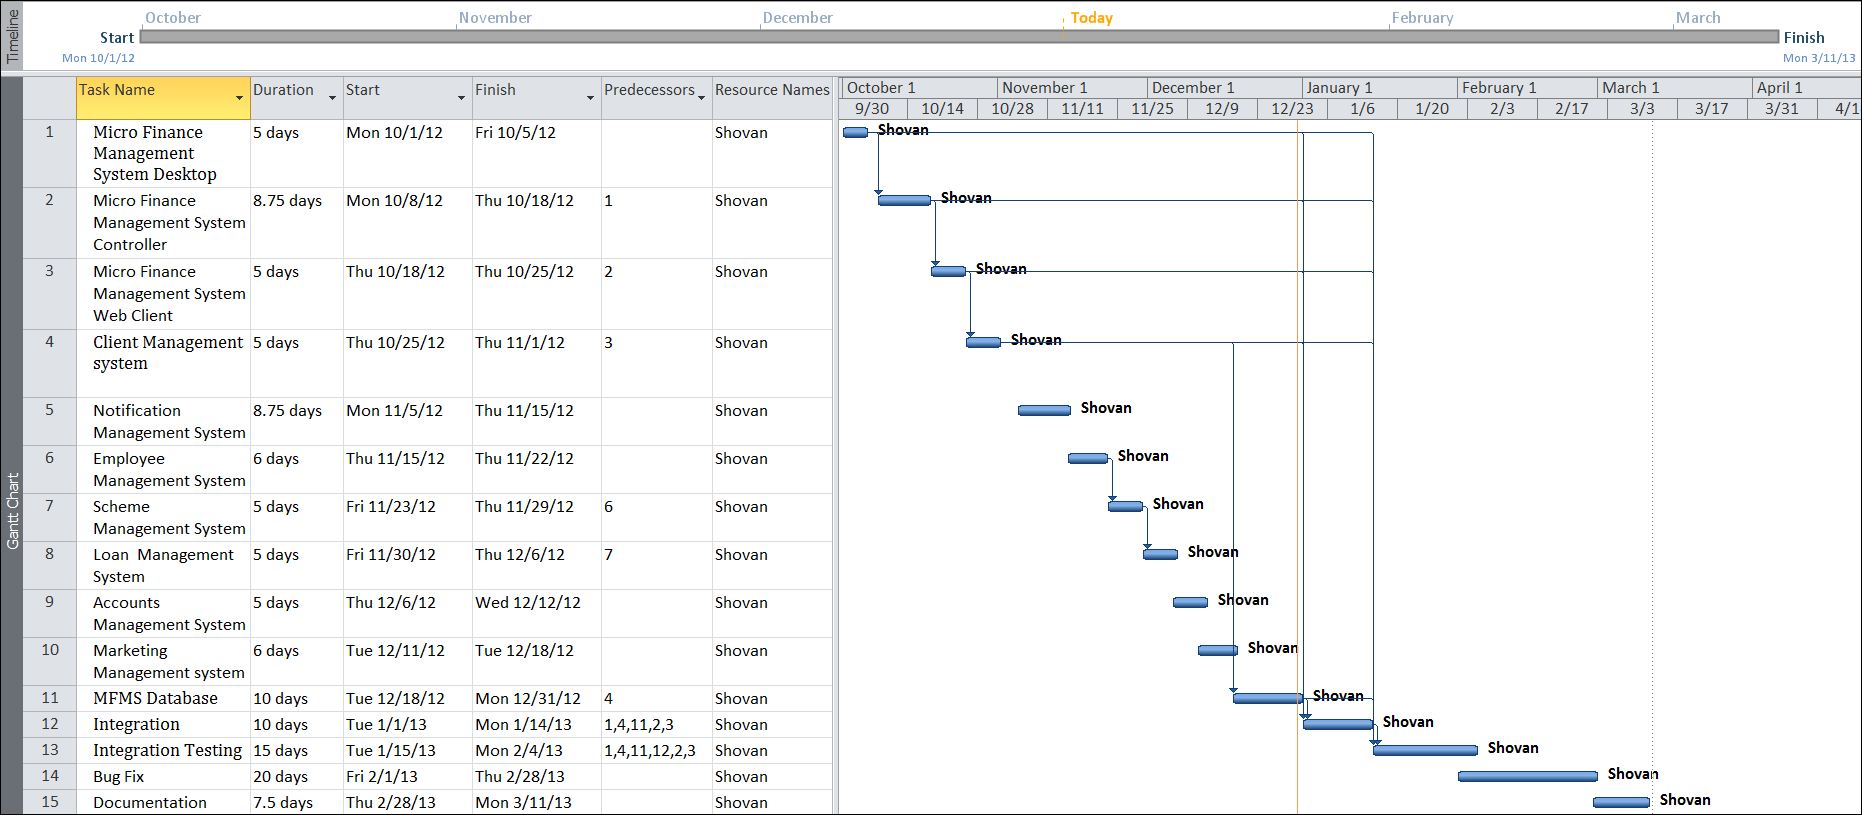 Timeline
October November December Today February March
Start Finish
Mon 10/1/12 Mon 3/11/13
Gantt Chart
Task Name Duration Start Finish Predecessors Resource Names
October 1 November 1 December 1 January 1 February 1 March 1 April 1
9/30 10/14 10/28 11/11 11/25 12/9 12/23 1/6 1/20 2/3 2/17 3/3 3/17 3/31
1 Micro Finance 5 days Mon 10/1/12 Fri 10/5/12 Shovan Shovan
Management
System Desktop
2 Micro Finance 8.75 days Mon 10/8/12 Thu 10/18/12 1 Shovan Shovan
Management System
Controller
3 Micro Finance 5 days Thu 10/18/12 Thu 10/25/12 2 Shovan Shovan
Management System
Web Client
4 Client Management 5 days Thu 10/25/12 Thu 11/1/12 3 Shovan Shovan
system
5 Notification 8.75 days Mon 11/5/12 Thu 11/15/12 Shovan Shovan
Management System
6 Employee 6 days Thu 11/15/12 Thu 11/22/12 Shovan Shovan
Management System
7 Scheme 5 days Fri 11/23/12 Thu 11/29/12 6 Shovan Shovan
Management System
8 Loan Management 5 days Fri 11/30/12 Thu 12/6/12 7 Shovan Shovan
System
9 Accounts 5 days Thu 12/6/12 Wed 12/12/12 Shovan Shovan
Management System
10 Marketing 6 days Tue 12/11/12 Tue 12/18/12 Shovan Shovan
Management system
11 MFMS Database 10 days Tue 12/18/12 Mon 12/31/12 4 Shovan Shovan
12 Integration 10 days Tue 1/1/13 Mon 1/14/13 1,4,11,2,3 Shovan Shovan
13 Integration Testing 15 days Tue 1/15/13 Mon 2/4/13 1,4,11,12,2,3 Shovan Shovan
14 Bug Fix 20 days Fri 2/1/13 Thu 2/28/13 Shovan Shovan
15 Documentation 7.5 days Thu 2/28/13 Mon 3/11/13 Shovan Shovan